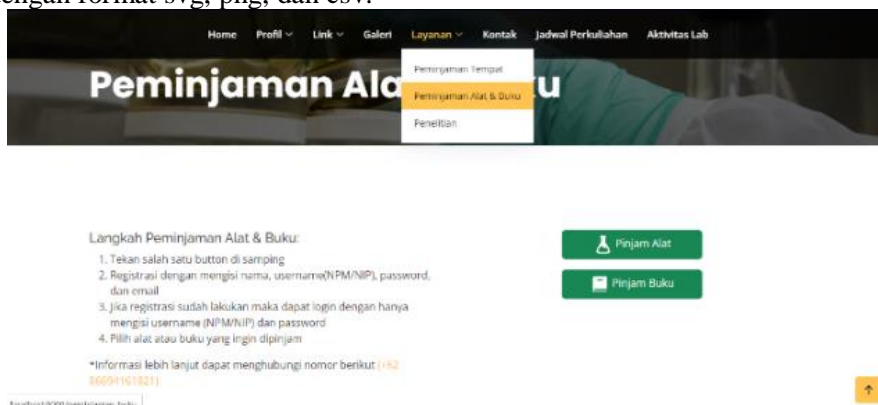 dengan format svg, png, dan csv.
Home Profil Link Galeri Layanan Kontak Jadwal Perkuliahan Aktivitas Lab
Peminjaman Tempat
Peminjaman Ala ku
Peminjaman Alat & Buku
Penelitian
Langkah Peminjaman Alat & Buku:
1. Tekan salah satu button di samping
2. Registrasi dengan mengisi nama, username(NPM/NIP), password,
dan email
3. Jika registrasi sudah lakukan maka dapat login dengan hanya
mengisi username (NPM/NIP) dan password
4. Pilih alat atau buku yang ingin dipinjam
*Informasi lebih lanjut dapat menghubungi nomor berikut (+62
Pinjam Alat
Pinjam Buku